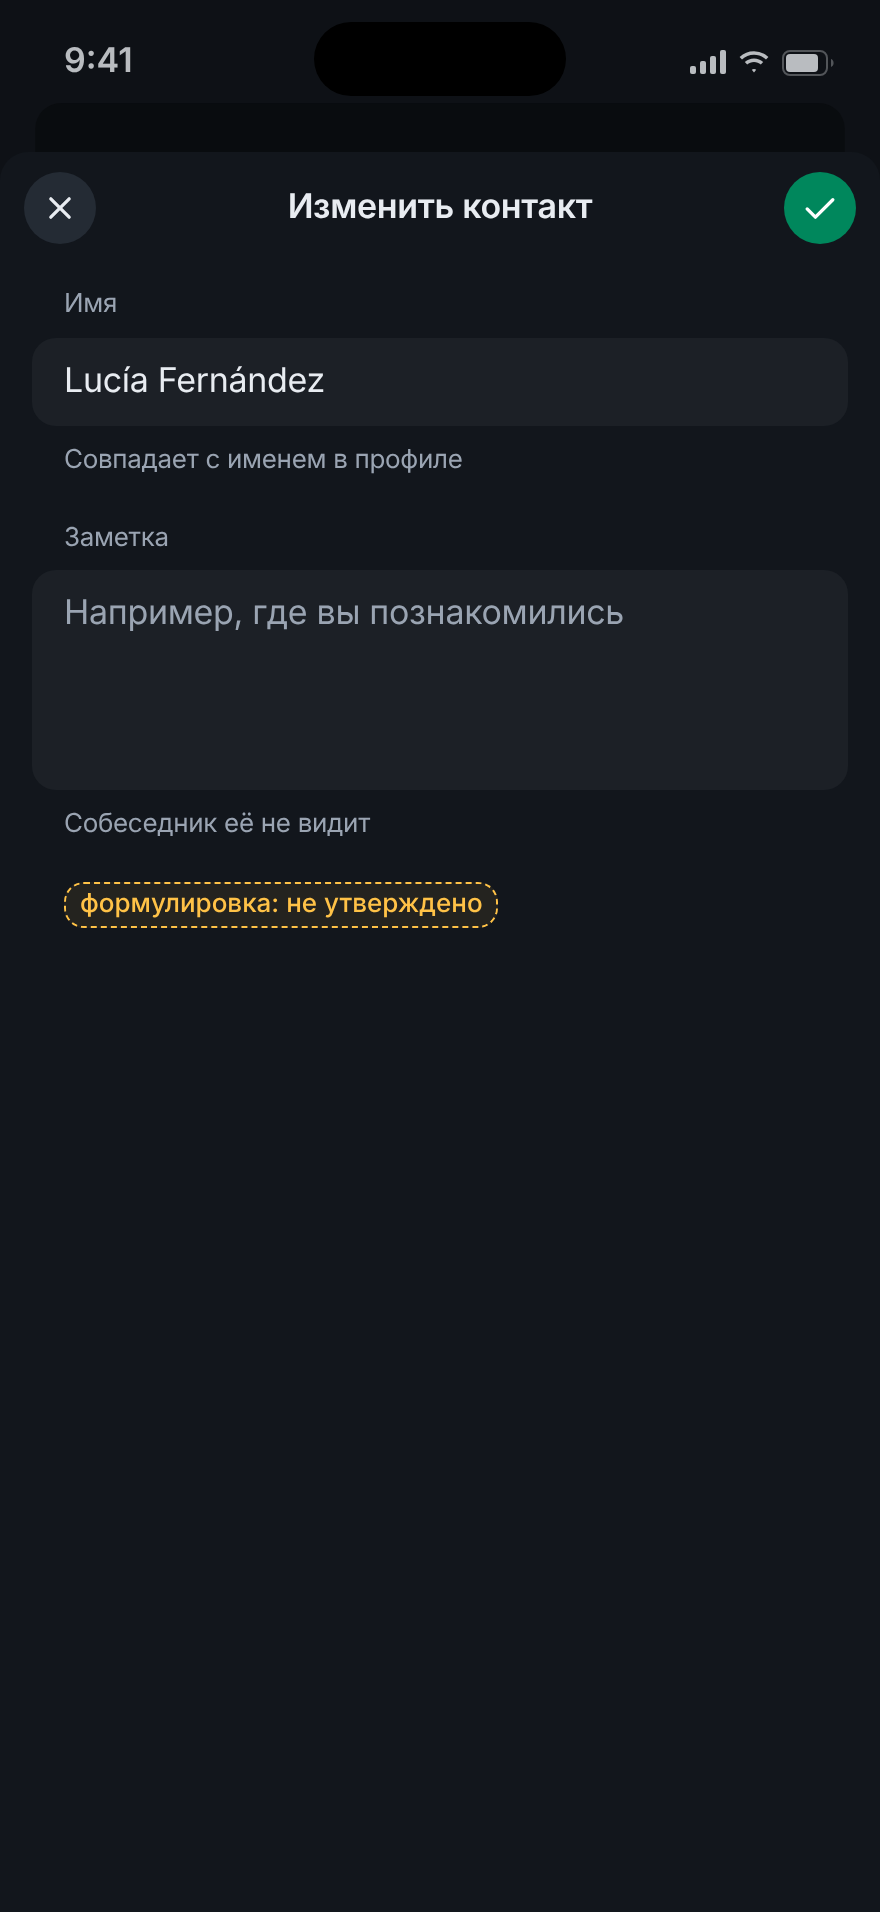 9:41
Изменить контакт
Имя
Lucía Fernández
Совпадает с именем в профиле
Заметка
Например, где вы познакомились
Собеседник её не видит
формулировка: не утверждено